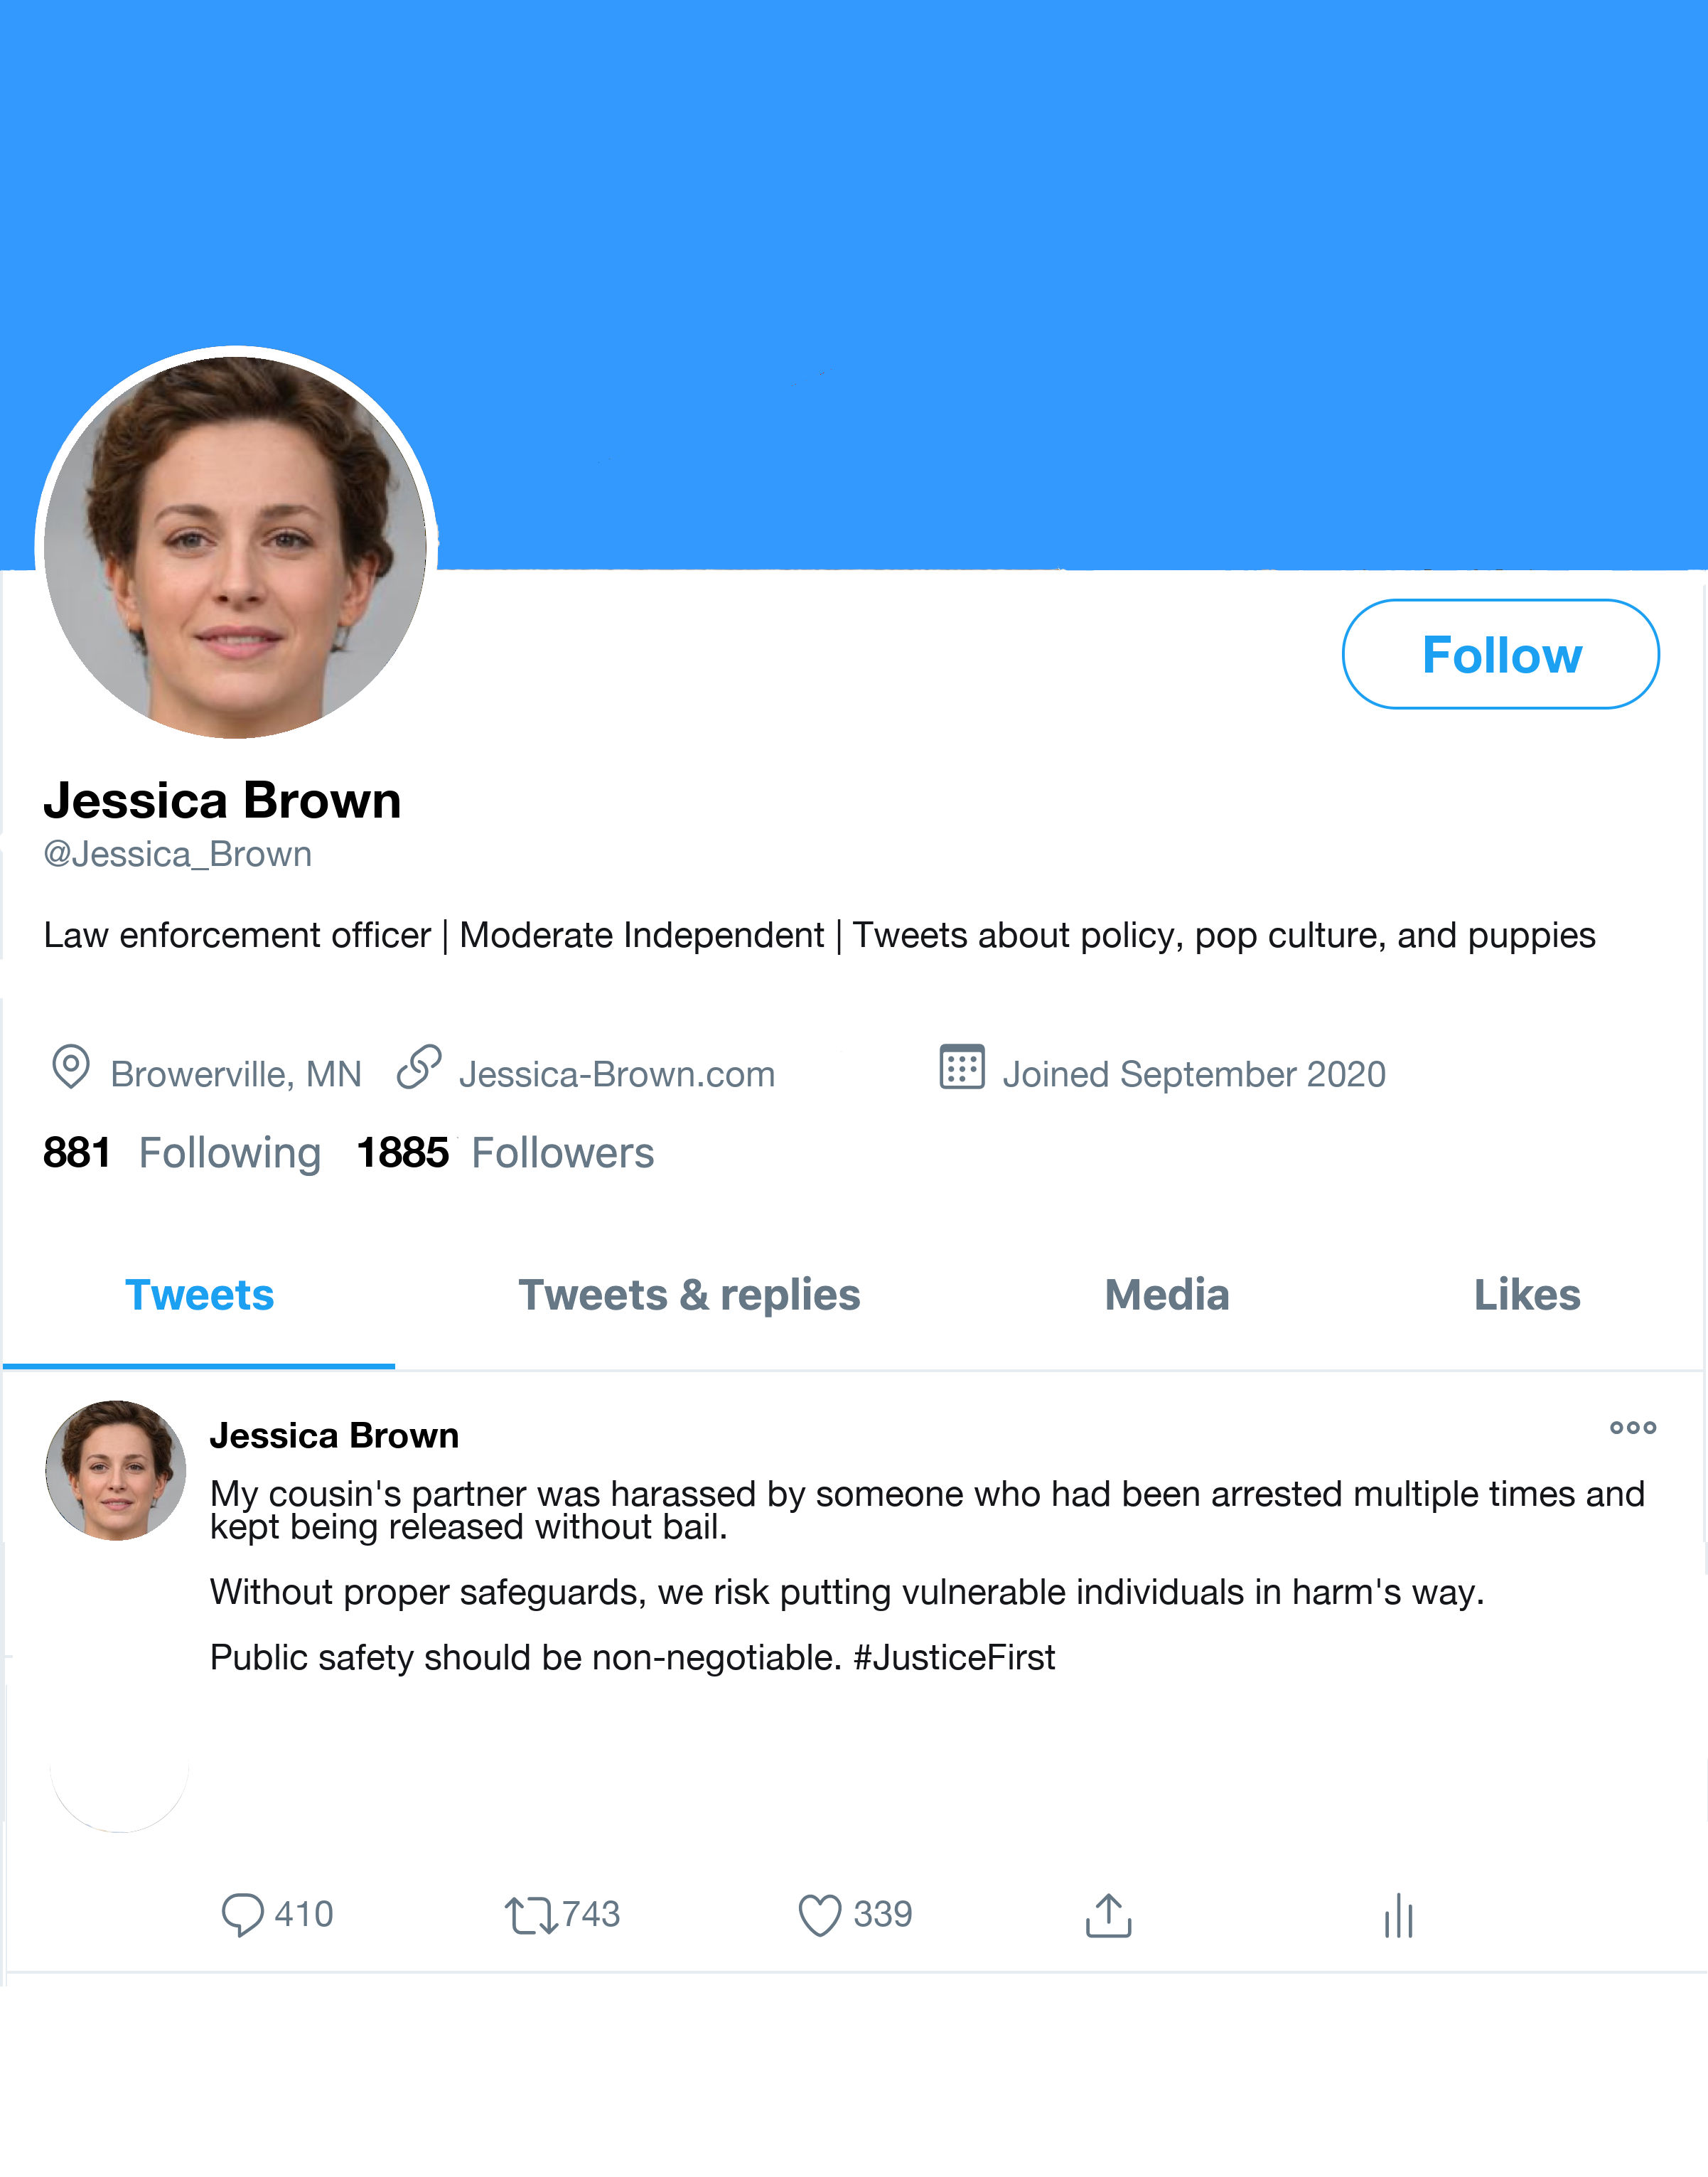 Follow
Jessica Brown
@Jessica_Brown
Law enforcement officer | Moderate Independent | Tweets about policy, pop culture, and puppies
Browerville, MN Jessica-Brown.com Joined September 2020
881 Following 1885 Followers
Tweets Tweets & replies Media Likes
Jessica Brown
My cousin's partner was harassed by someone who had been arrested multiple times and
kept being released without bail.
Without proper safeguards, we risk putting vulnerable individuals in harm's way.
Public safety should be non-negotiable. #JusticeFirst
410 743 339